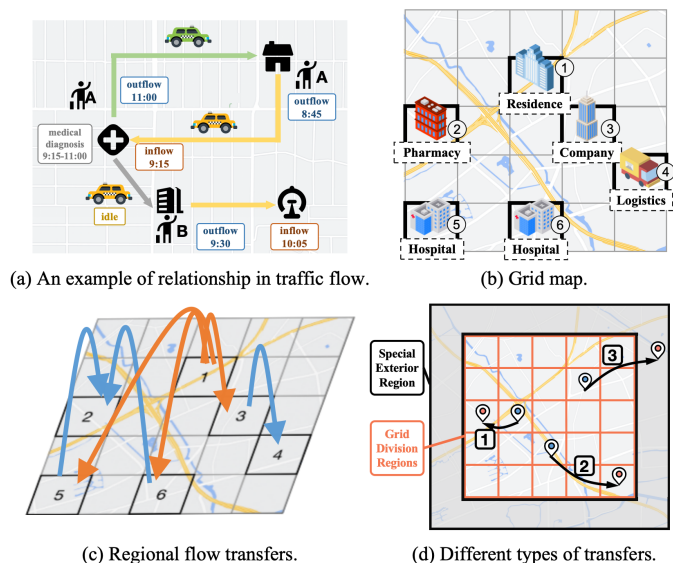 A
outflow
11:00
A
outflow
8:45
medical
diagnosis
9:15-11:00
inflow
9:15
idle
B
outflow
9:30
inflow
10:05
(a) An example of relationship in traffic flow.
1
Residence
2
Pharmacy
3
Company
4
Logistics
5
Hospital
6
Hospital
(b) Grid map.
1
2
3
4
5
6
(c) Regional flow transfers.
Special
Exterior
Region
Grid
Division
Regions
3
1
2
(d) Different types of transfers.